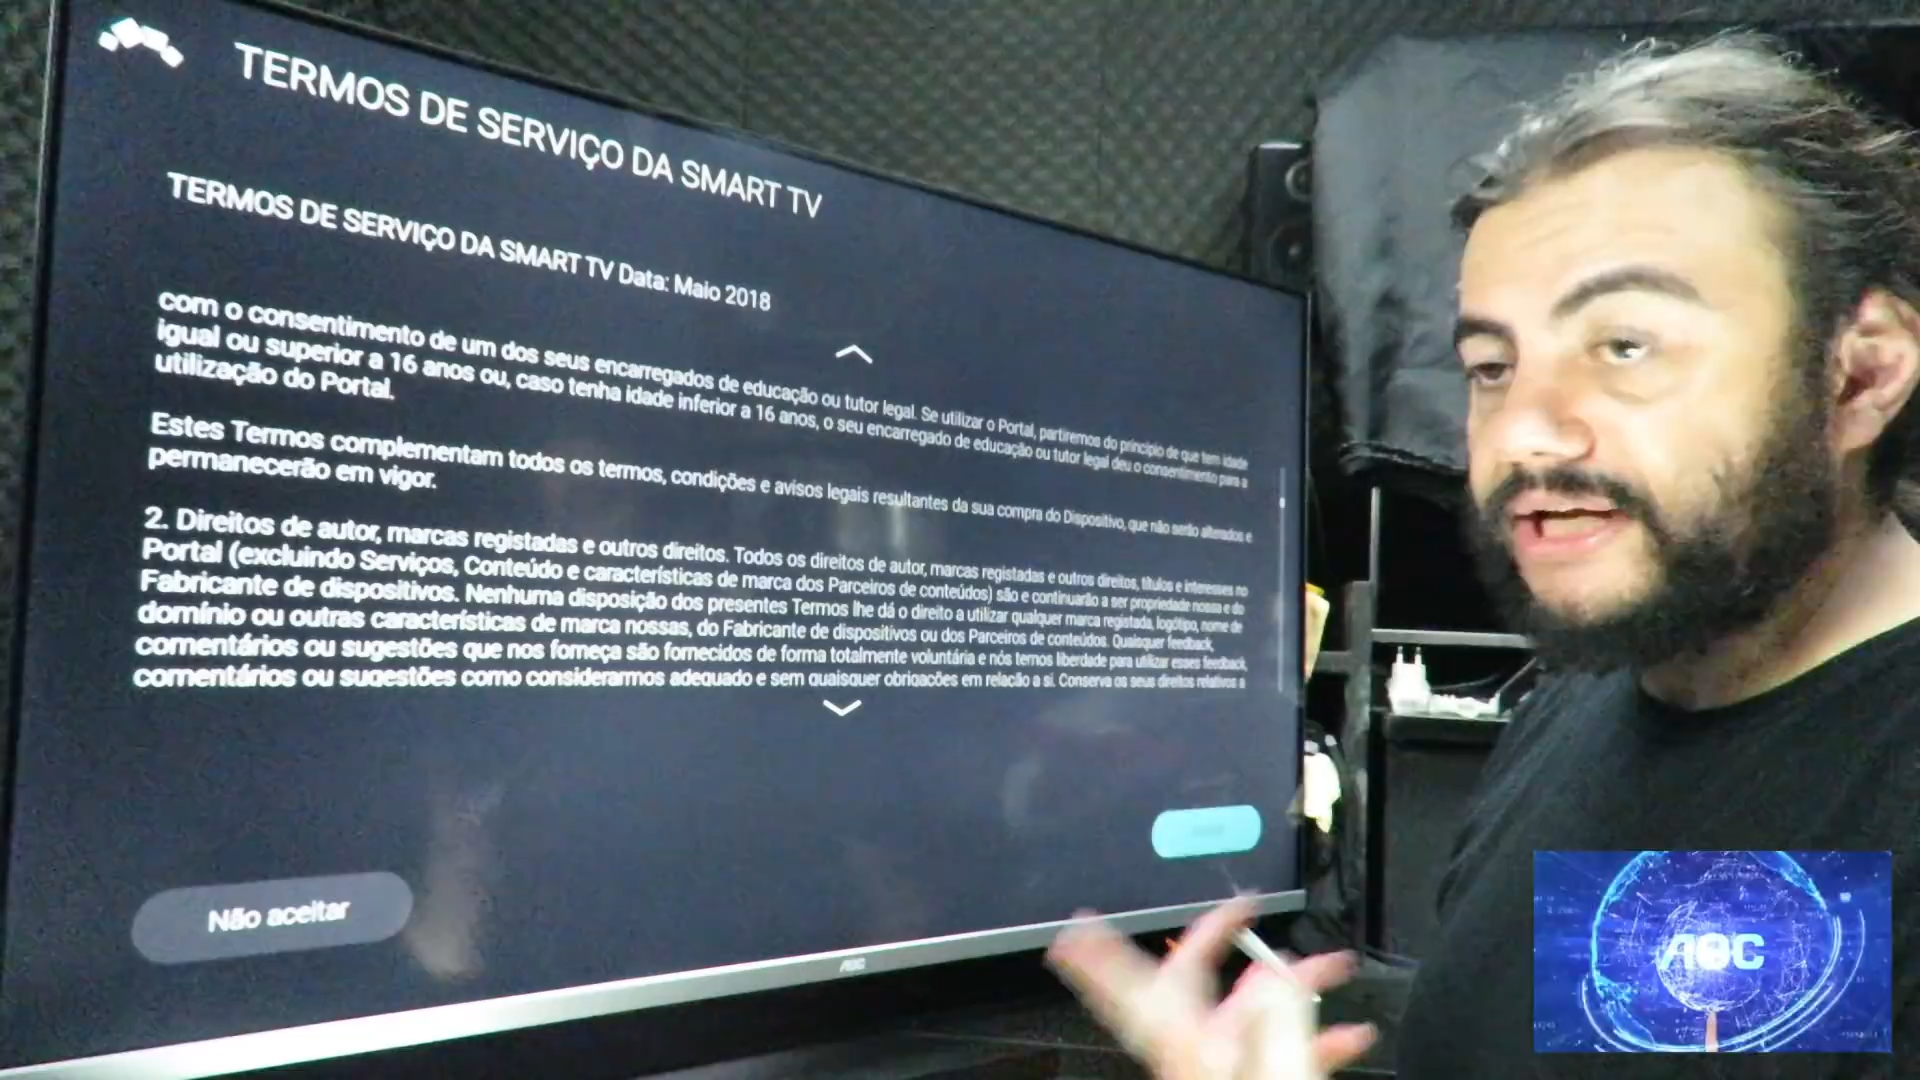 TERMOS DE SERVIÇO DA SMART TV
TERMOS DE SERVIÇO DA SMART TV Data: Maio 2018
com o consentimento de um dos seus encarregados de educação ou tutor legal. Se utilizar o Portal, partiremos do princípio de que tem idade
igual ou superior a 16 anos ou, caso tenha idade inferior a 16 anos, o seu encarregado de educação ou tutor legal deu o consentimento para a
utilização do Portal.
Estes Termos complementam todos os termos, condições e avisos legais resultantes da sua compra do Dispositivo, que não serão alterados e
permanecerão em vigor.
2. Direitos de autor, marcas registadas e outros direitos. Todos os direitos de autor, marcas registadas e outros direitos, títulos e interesses no
Portal (excluindo Serviços, Conteúdo e características de marca dos Parceiros de conteúdos) são e continuarão a ser propriedade nossa e do
Fabricante de dispositivos. Nenhuma disposição dos presentes Termos lhe dá o direito a utilizar qualquer marca registada, logótipo, nome de
domínio ou outras características de marca nossas, do Fabricante de dispositivos ou dos Parceiros de conteúdos. Quaisquer feedback,
comentários ou sugestões que nos forneça são fornecidos de forma totalmente voluntária e nós temos liberdade para utilizar esses feedback,
comentários ou sugestões como considerarmos adequado e sem quaisquer obrigações em relação a si. Conserva os seus direitos relativos a
Não aceitar
AOC
AOC